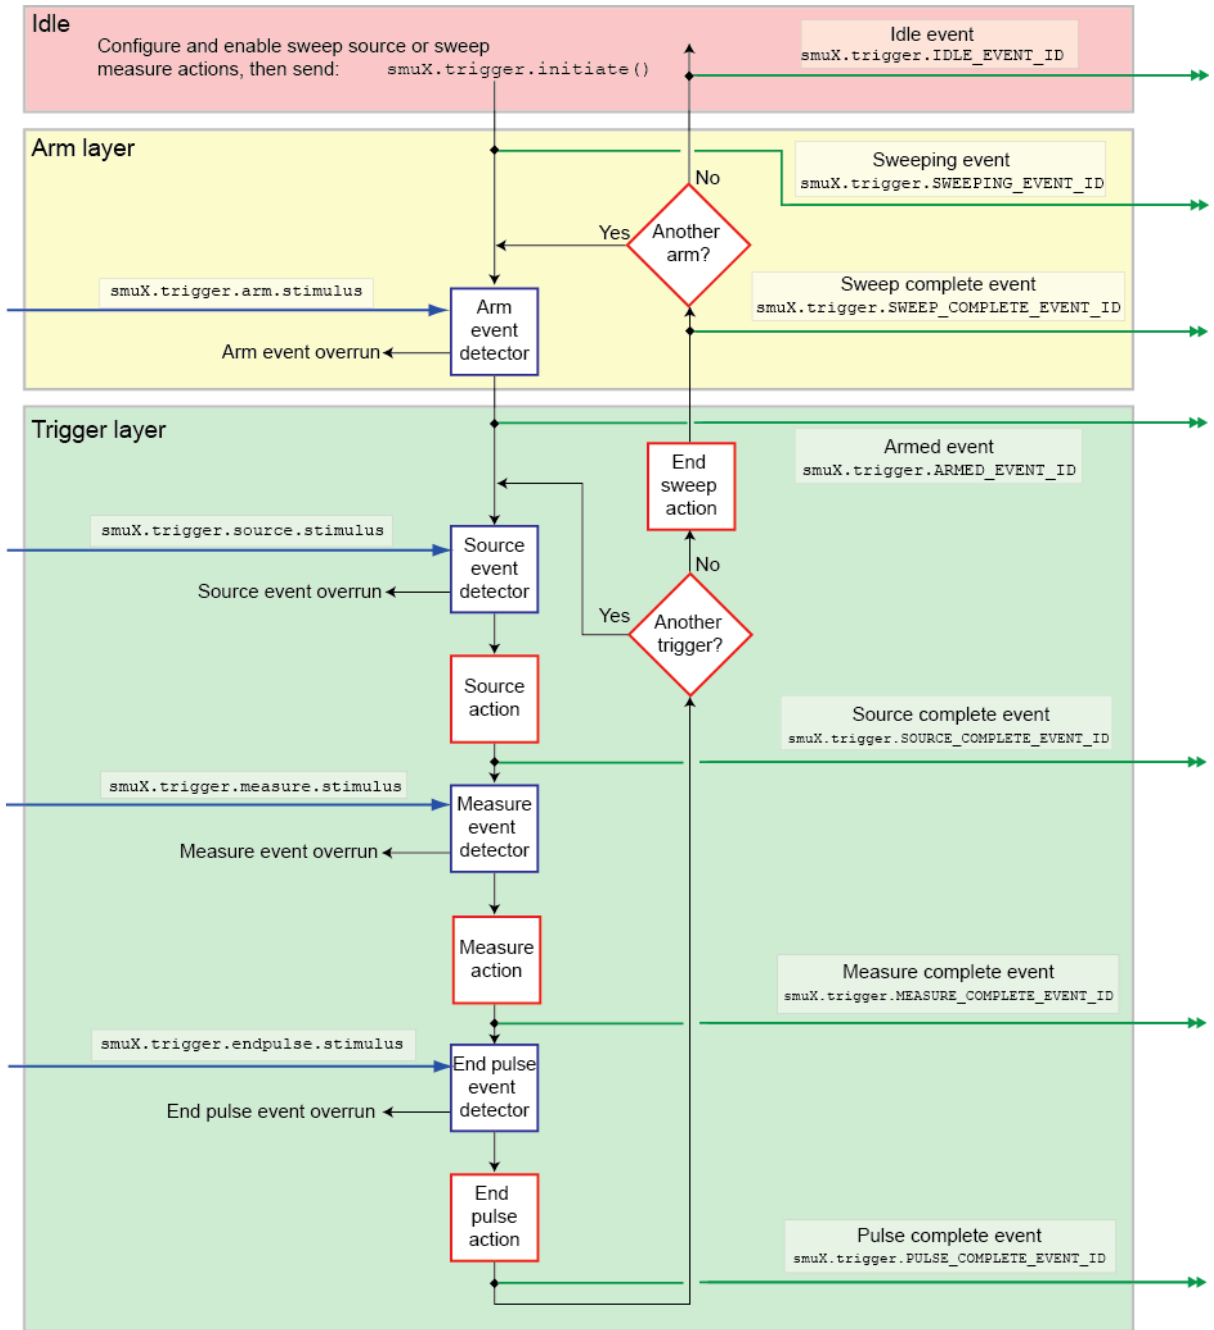 Idle
Configure and enable sweep source or sweep
measure actions, then send: smuX.trigger.initiate()
Idle event
smuX.trigger.IDLE_EVENT_ID
Arm layer
Sweeping event
smuX.trigger.SWEEPING_EVENT_ID
No
Yes
Another
arm?
Sweep complete event
smuX.trigger.SWEEP_COMPLETE_EVENT_ID
smuX.trigger.arm.stimulus
Arm
event
detector
Arm event overrun
Trigger layer
Armed event
smuX.trigger.ARMED_EVENT_ID
End
sweep
action
smuX.trigger.source.stimulus
Source
event
detector
Source event overrun
No
Yes
Another
trigger?
Source
action
Source complete event
smuX.trigger.SOURCE_COMPLETE_EVENT_ID
smuX.trigger.measure.stimulus
Measure
event
detector
Measure event overrun
Measure
action
Measure complete event
smuX.trigger.MEASURE_COMPLETE_EVENT_ID
smuX.trigger.endpulse.stimulus
End pulse
event
detector
End pulse event overrun
End
pulse
action
Pulse complete event
smuX.trigger.PULSE_COMPLETE_EVENT_ID